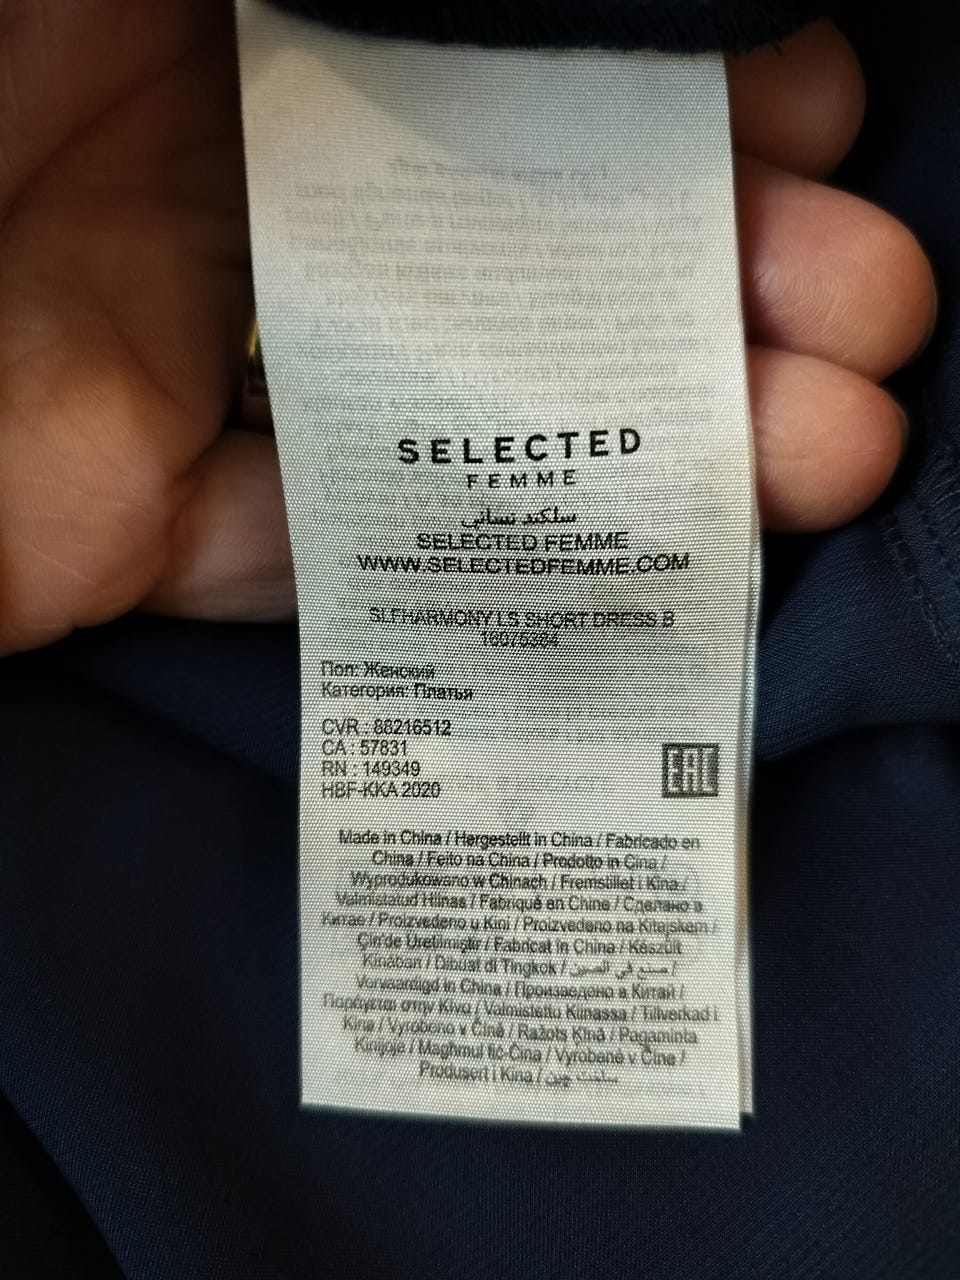 SELECTED
FEMME
سلكتد نسائي
SELECTED FEMME
WWW.SELECTEDFEMME.COM
SLFHARMONY LS SHORT DRESS B
16075384
Пол: Женский
Категория: Платья
CVR : 88216512
CA : 57831
RN : 149349
HBF-KKA 2020
EAC
Made in China / Hergestellt in China / Fabricado en
China / Feito na China / Prodotto in Cina /
Wyprodukowano w Chinach / Fremstillet i Kina /
Valmistatud Hiinas / Fabriqué en Chine / Сделано в
Китае / Proizvedeno u Kini / Proizvedeno na Kitajskem /
Çin'de Üretilmiştir / Fabricat in China / Készült
Kínában / Dibuat di Tingkok / صنع في الصين /
Vervaardigd in China / Произведено в Китай /
Παράγεται στην Κίνα / Valmistettu Kiinassa / Tillverkad i
Kina / Vyrobeno v Číně / Ražots Ķīnā / Pagaminta
Kinijoje / Magħmul fiċ-Ċina / Vyrobené v Číne /
Produsert i Kina / ساخت چین